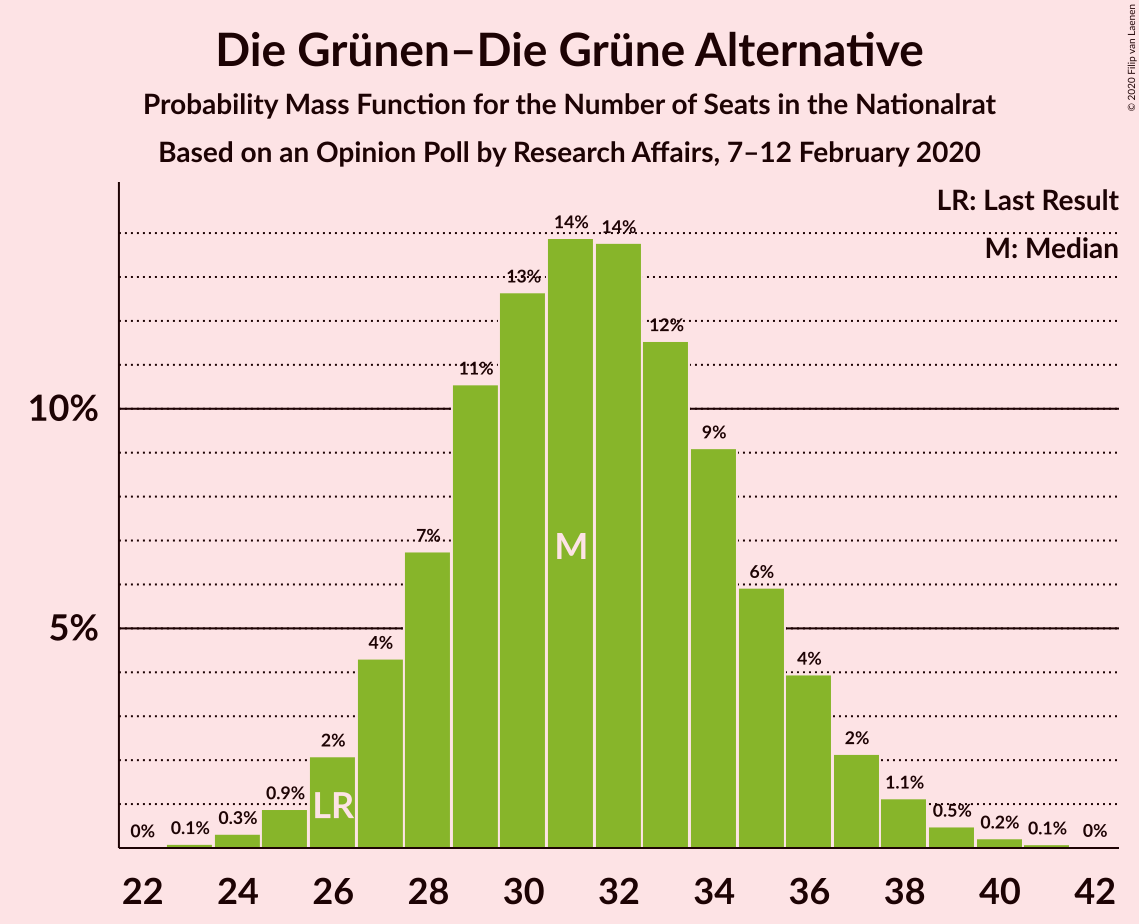 Die Grünen–Die Grüne Alternative
Probability Mass Function for the Number of Seats in the Nationalrat
Based on an Opinion Poll by Research Affairs, 7–12 February 2020
© 2020 Filip van Laenen
LR: Last Result
M: Median
10%
5%
0%
0.1%
0.3%
0.9%
2%
4%
7%
11%
13%
14%
14%
12%
9%
6%
4%
2%
1.1%
0.5%
0.2%
0.1%
0%
LR
M
22 24 26 28 30 32 34 36 38 40 42